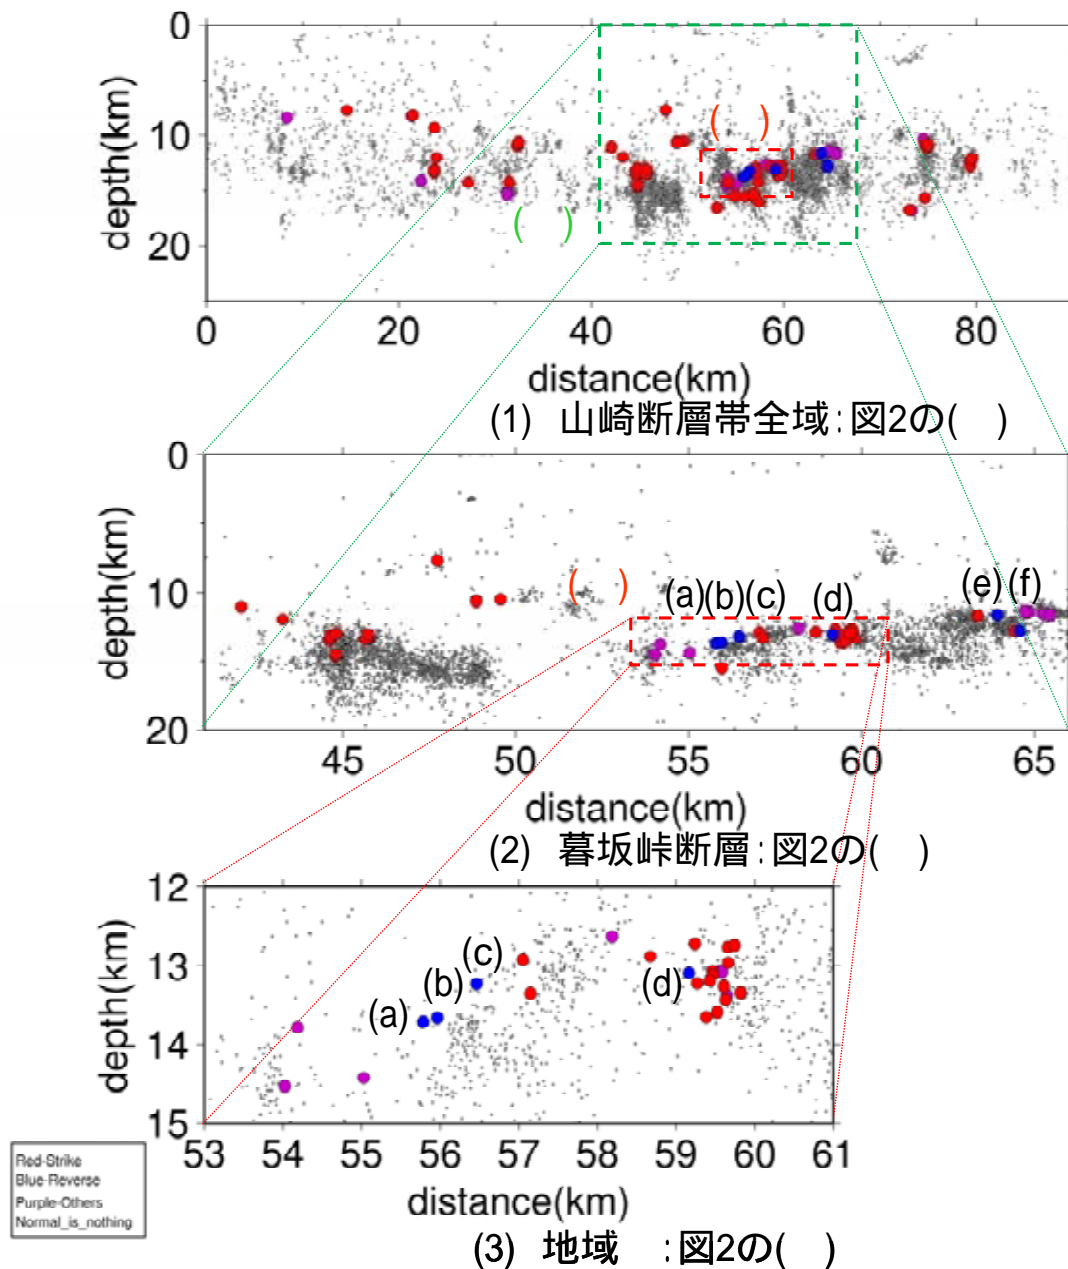 0
10
20
depth(km)
(    )
(    )
0 20 40 60 80
distance(km)
(1) 山崎断層帯全域:図2の(  )
0
10
20
depth(km)
(    )
(a)(b)(c) (d) (e) (f)
45 50 55 60 65
distance(km)
(2) 暮坂峠断層:図2の(  )
12
13
14
15
depth(km)
(a) (b) (c) (d)
53 54 55 56 57 58 59 60 61
distance(km)
(3) 地域  :図2の(  )
Red-Strike
Blue-Reverse
Purple-Others
Normal_is_nothing